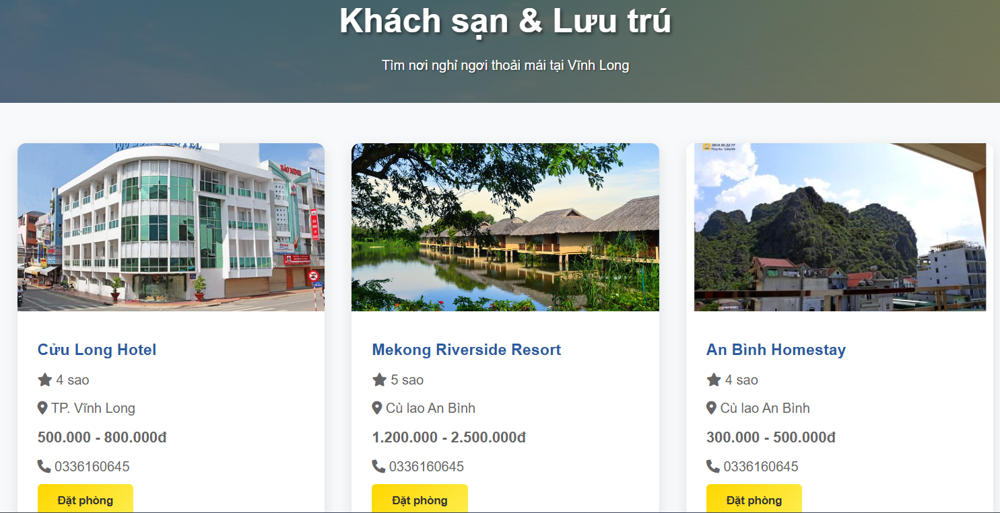 Khách sạn & Lưu trú
Tìm nơi nghỉ ngơi thoải mái tại Vĩnh Long
BẢO MINH
Cửu Long Hotel
4 sao
TP. Vĩnh Long
500.000 - 800.000đ
0336160645
Đặt phòng
Mekong Riverside Resort
5 sao
Cù lao An Bình
1.200.000 - 2.500.000đ
0336160645
Đặt phòng
An Bình Homestay
4 sao
Cù lao An Bình
300.000 - 500.000đ
0336160645
Đặt phòng